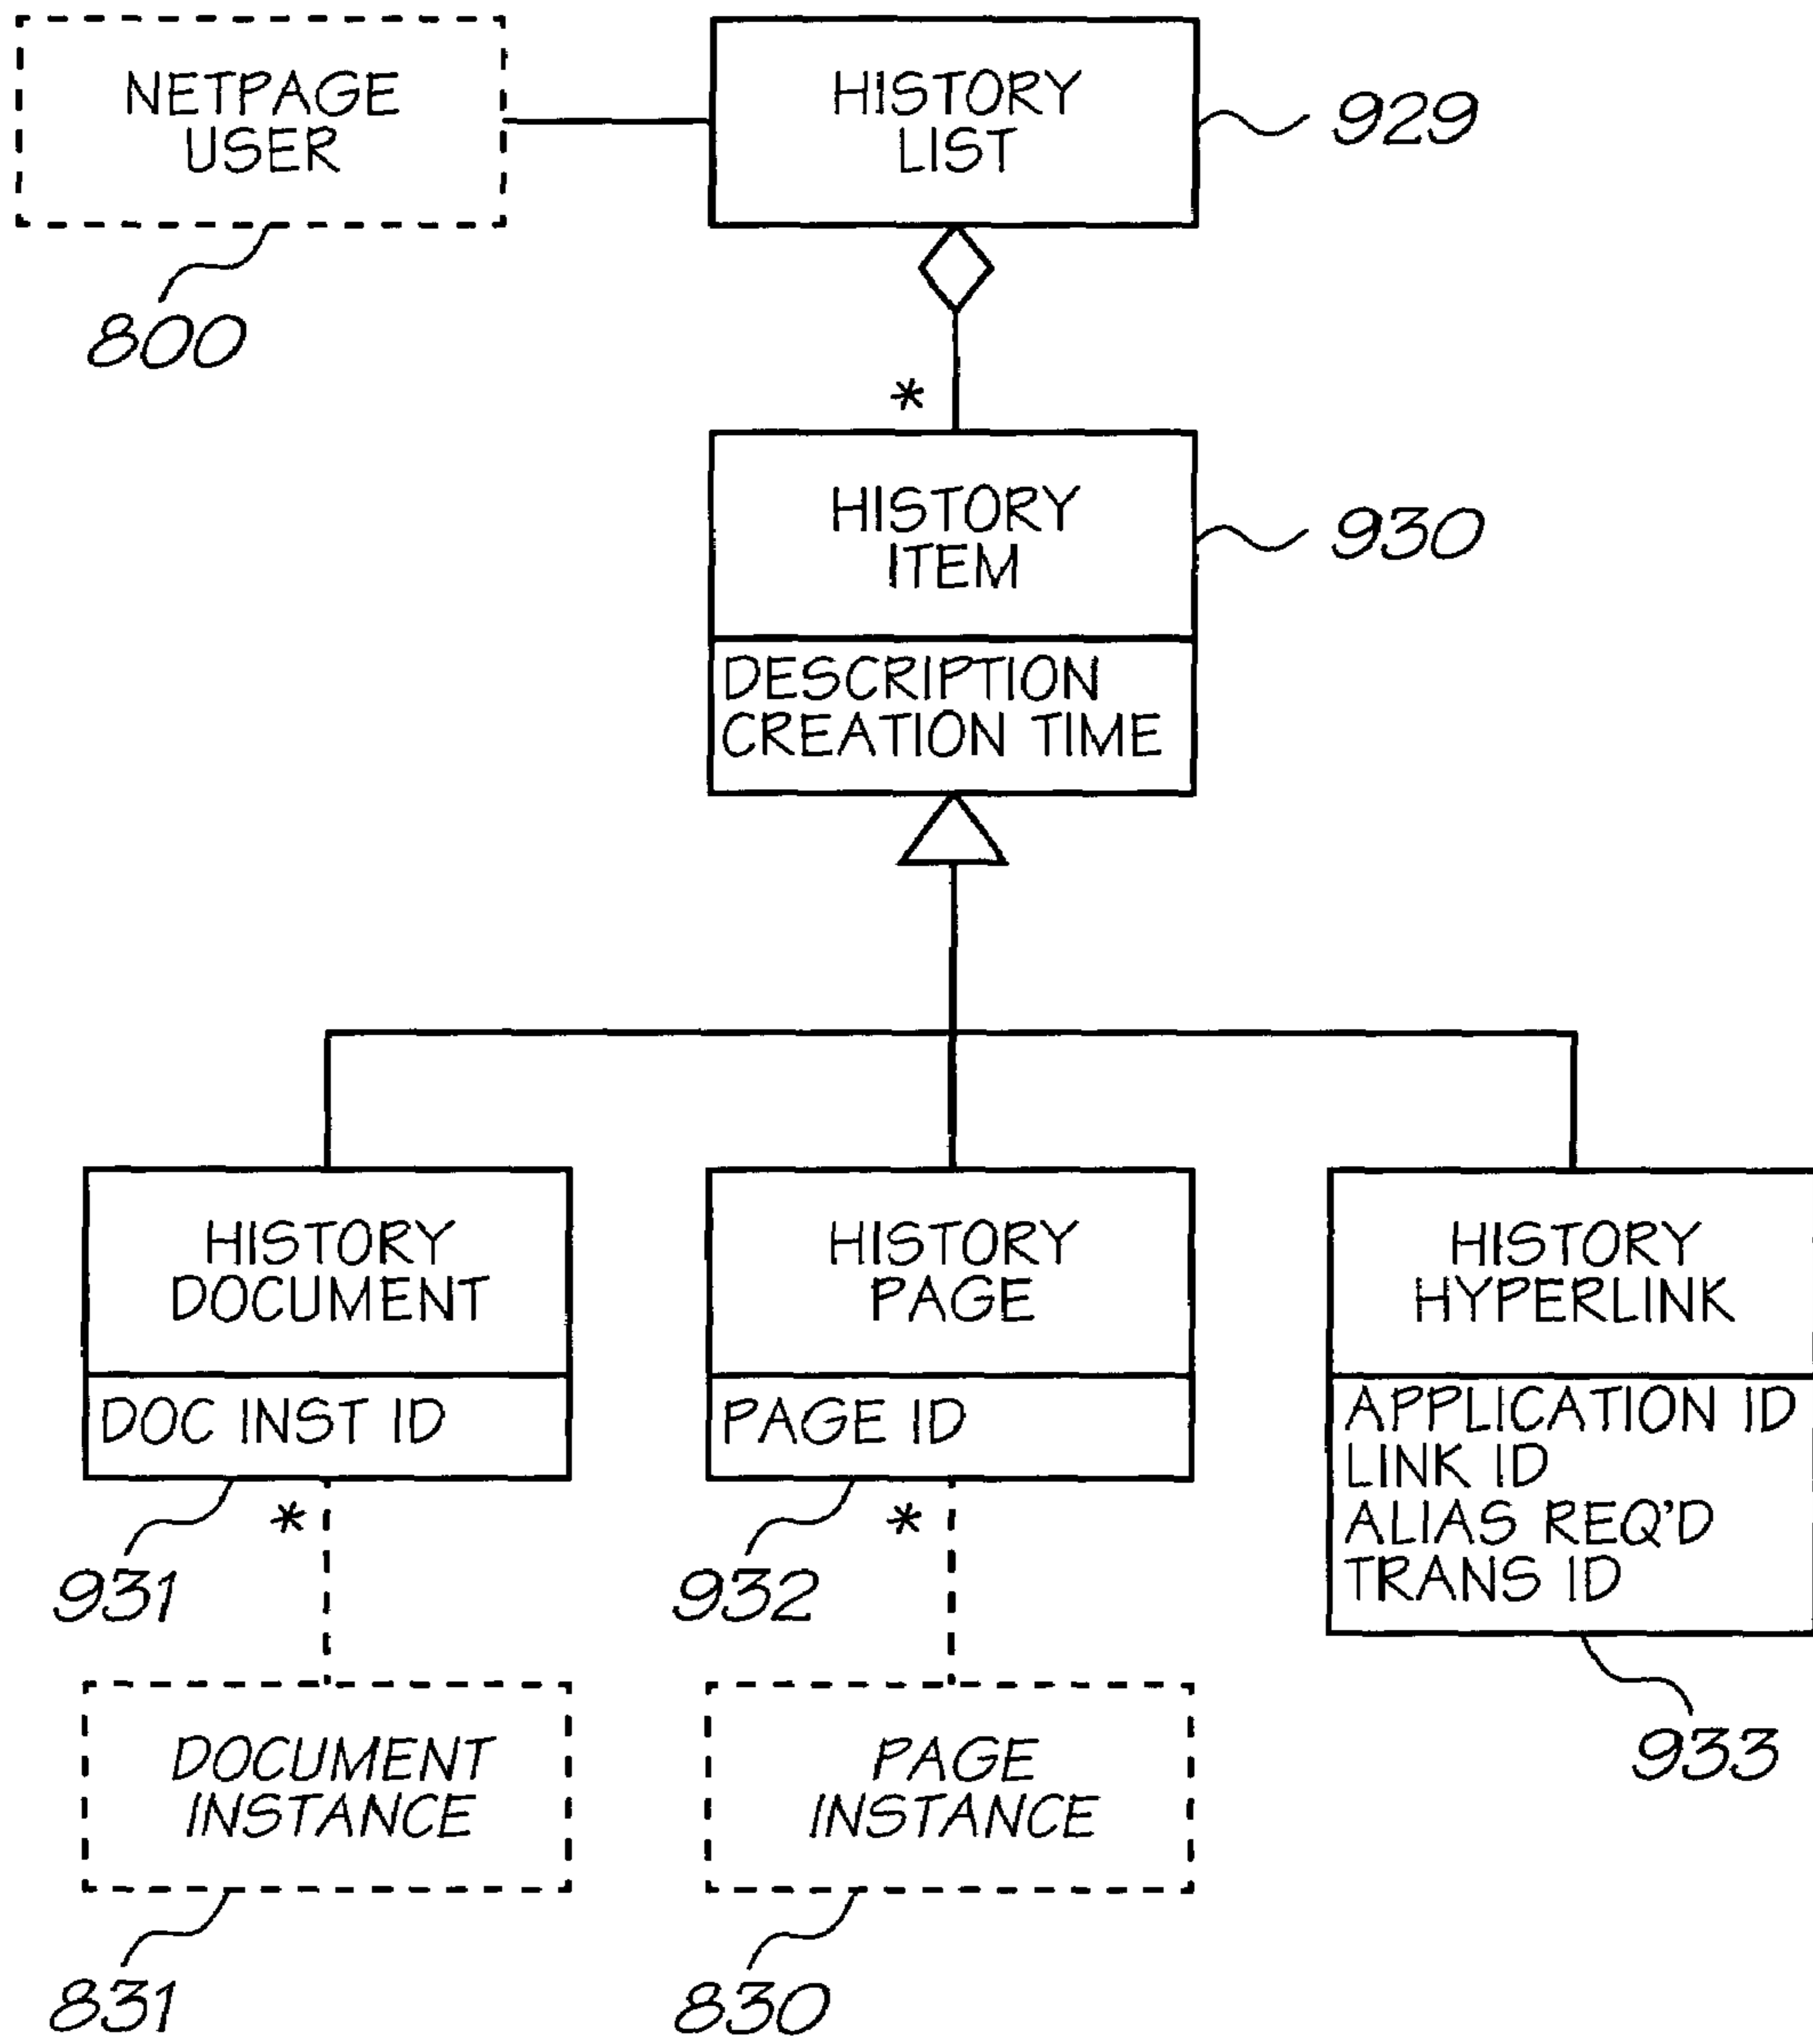 NETPAGE
USER
HISTORY
LIST
929
800
*
HISTORY
ITEM
930
DESCRIPTION
CREATION TIME
HISTORY
DOCUMENT
HISTORY
PAGE
HISTORY
HYPERLINK
DOC INST ID
PAGE ID
APPLICATION ID
LINK ID
ALIAS REQ'D
TRANS ID
*
*
931
932
933
DOCUMENT
INSTANCE
PAGE
INSTANCE
831
830